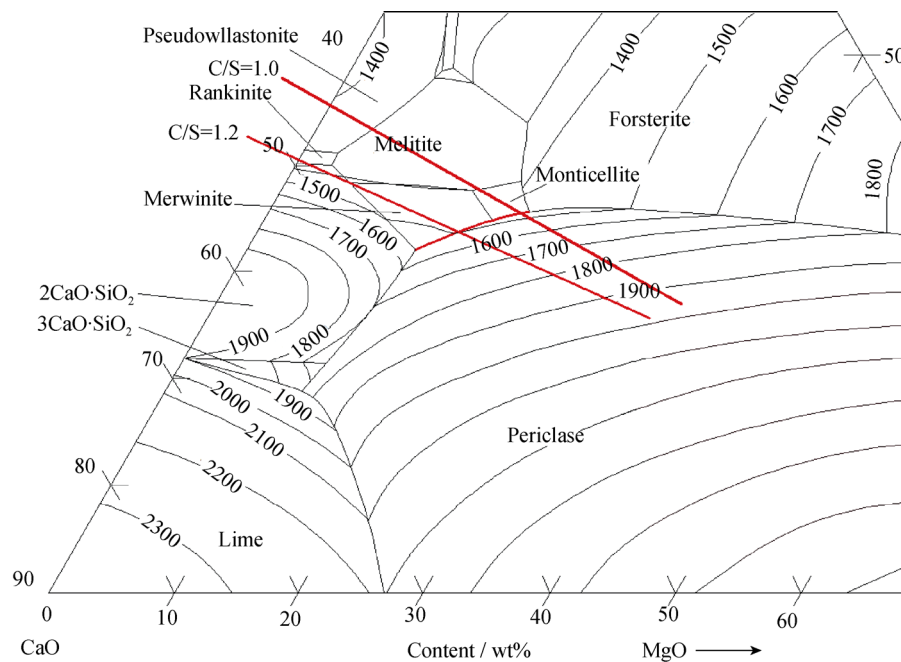 Pseudowllastonite
40
1400
1400
1500
50
C/S=1.0
1600
Rankinite
Forsterite
1700
C/S=1.2
50
Melitite
1800
Monticellite
1500
Merwinite
1600
1600
1700
1700
60
1800
1900
2CaO·SiO₂
3CaO·SiO₂
1900
1800
70
2000
1900
2100
Periclase
80
2200
2300
Lime
90
0
10
20
30
40
50
60
CaO
Content / wt%
MgO